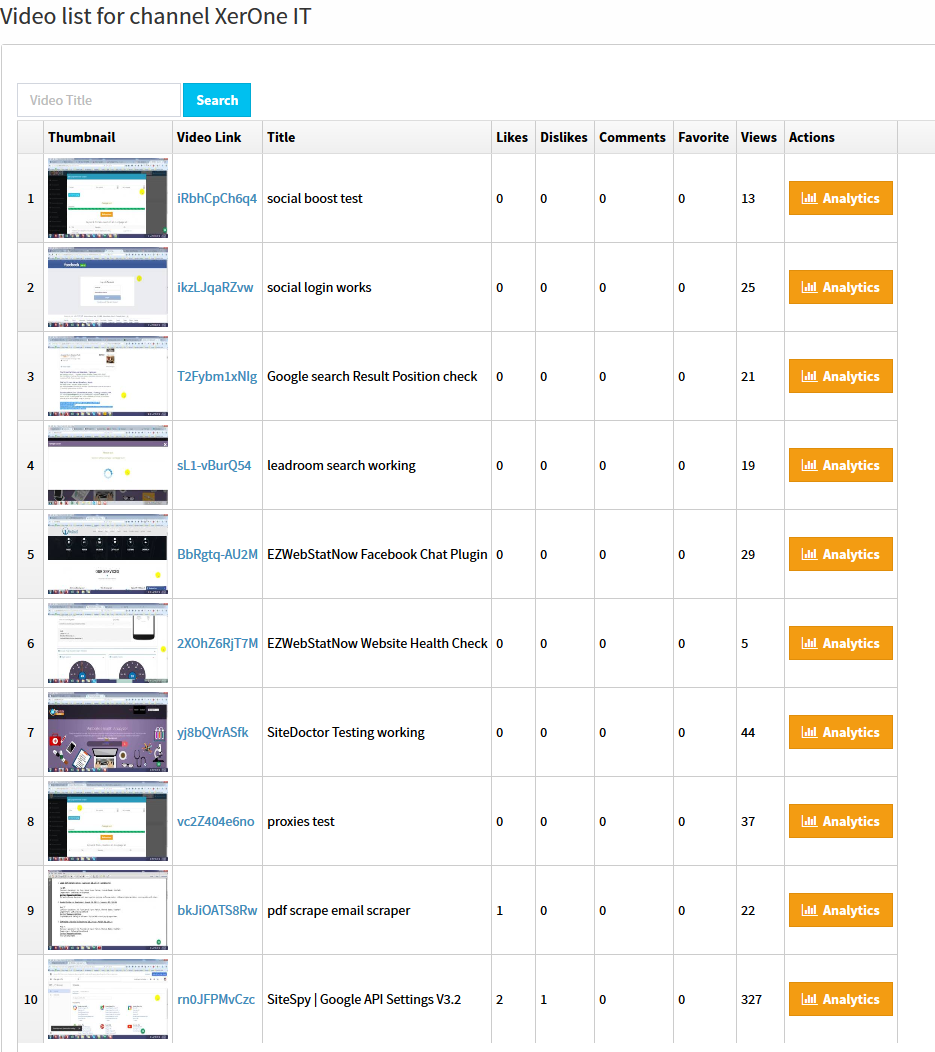 Video list for channel XerOne IT
Video Title Search
Thumbnail Video Link Title Likes Dislikes Comments Favorite Views Actions
1 iRbhCpCh6q4 social boost test 0 0 0 0 13 Analytics
2 ikzLJqaRZvw social login works 0 0 0 0 25 Analytics
3 T2Fybm1xNlg Google search Result Position check 0 0 0 0 21 Analytics
4 sL1-vBurQ54 leadroom search working 0 0 0 0 19 Analytics
5 BbRgtq-AU2M EZWebStatNow Facebook Chat Plugin 0 0 0 0 29 Analytics
6 2XOhZ6RjT7M EZWebStatNow Website Health Check 0 0 0 0 5 Analytics
7 yj8bQVrASfk SiteDoctor Testing working 0 0 0 0 44 Analytics
8 vc2Z404e6no proxies test 0 0 0 0 37 Analytics
9 bkJiOATS8Rw pdf scrape email scraper 1 0 0 0 22 Analytics
10 rn0JFPMvCzc SiteSpy | Google API Settings V3.2 2 1 0 0 327 Analytics